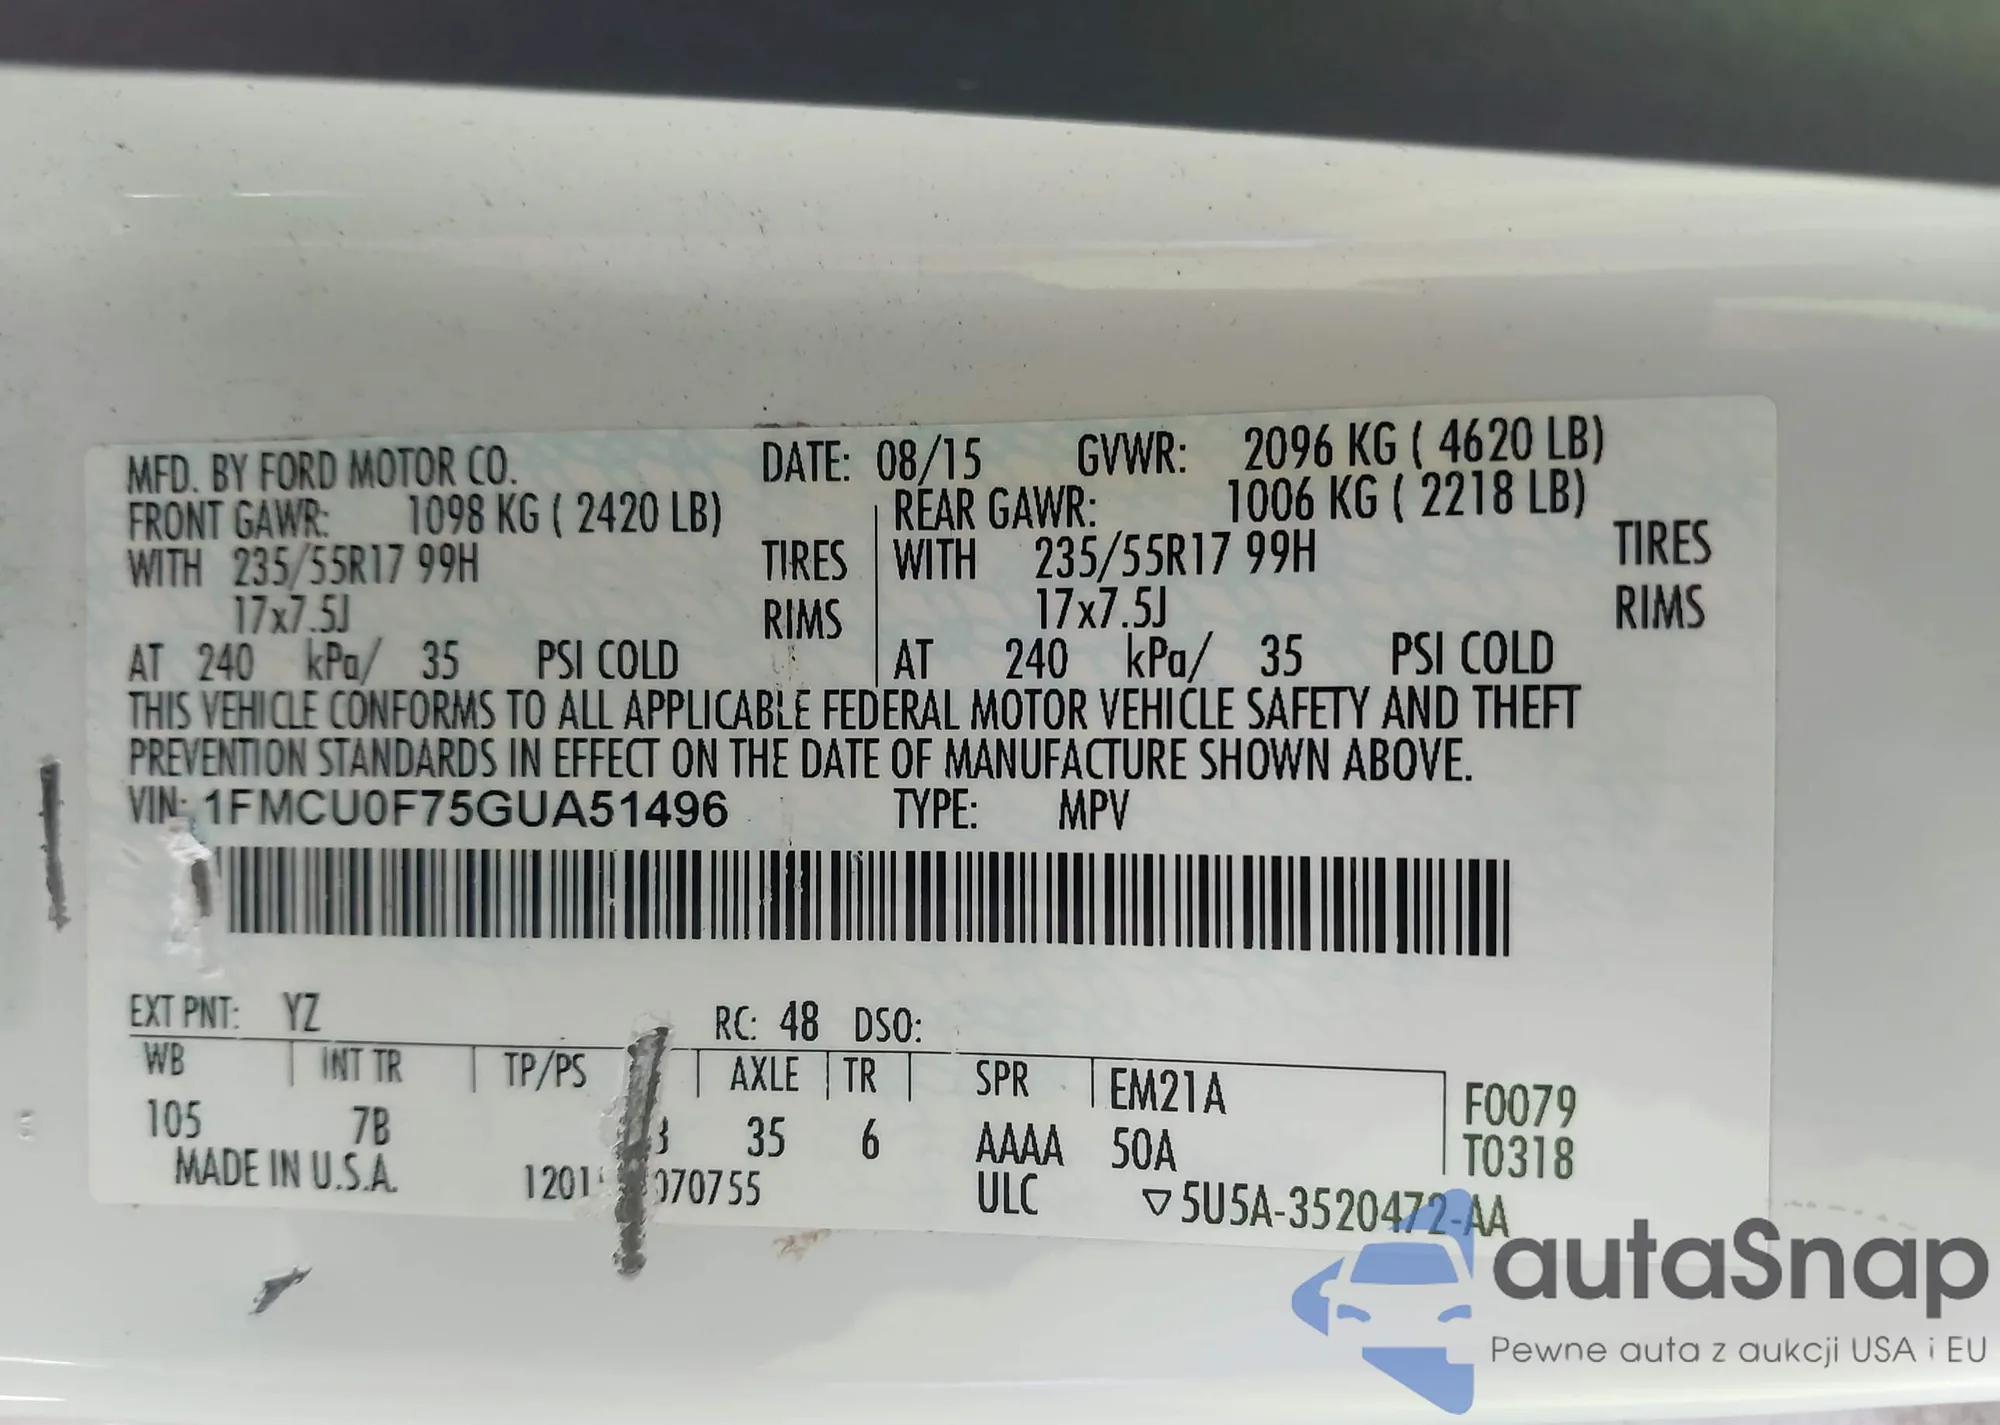 MFD. BY FORD MOTOR CO. DATE: 08/15 GVWR: 2096 KG ( 4620 LB)
FRONT GAWR: 1098 KG ( 2420 LB) REAR GAWR: 1006 KG ( 2218 LB)
WITH 235/55R17 99H TIRES WITH 235/55R17 99H TIRES
17x7.5J RIMS 17x7.5J RIMS
AT 240 kPa/ 35 PSI COLD AT 240 kPa/ 35 PSI COLD
THIS VEHICLE CONFORMS TO ALL APPLICABLE FEDERAL MOTOR VEHICLE SAFETY AND THEFT
PREVENTION STANDARDS IN EFFECT ON THE DATE OF MANUFACTURE SHOWN ABOVE.
VIN: 1FMCU0F75GUA51496 TYPE: MPV
EXT PNT: YZ RC: 48 DSO:
WB INT TR TP/PS AXLE TR SPR EM21A F0079
105 7B 35 6 AAAA 50A T0318
MADE IN U.S.A. 070755 ULC ▽5U5A-3520472-AA
autaSnap
Pewne auta z aukcji USA i EU